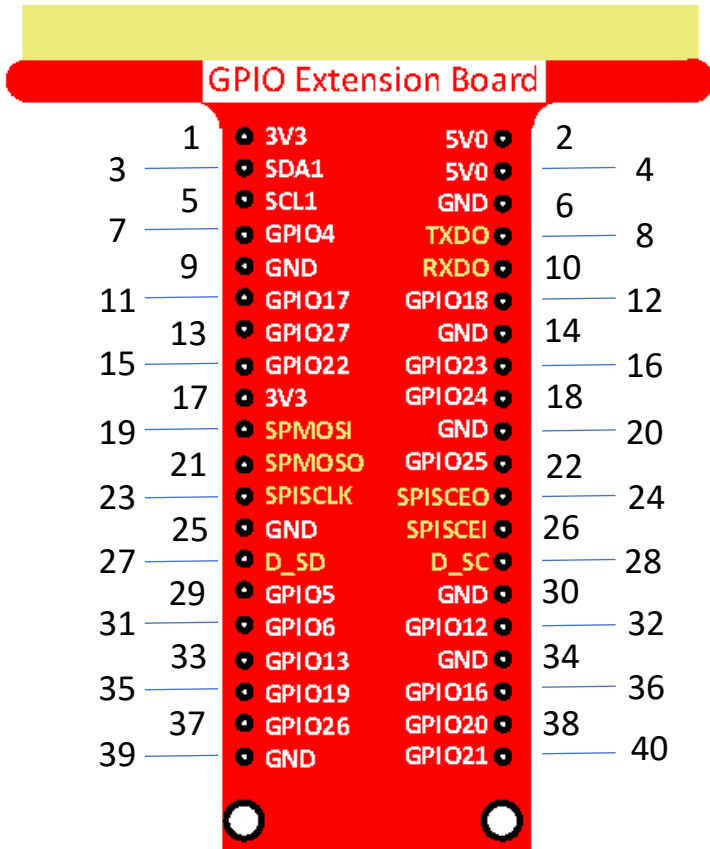 GPIO Extension Board
1 3V3 5V0 2
3 SDA1 5V0 4
5 SCL1 GND 6
7 GPIO4 TXDO 8
9 GND RXDO 10
11 GPIO17 GPIO18 12
13 GPIO27 GND 14
15 GPIO22 GPIO23 16
17 3V3 GPIO24 18
19 SPMOSI GND 20
21 SPMOSO GPIO25 22
23 SPISCLK SPISCEO 24
25 GND SPISCEI 26
27 D_SD D_SC 28
29 GPIO5 GND 30
31 GPIO6 GPIO12 32
33 GPIO13 GND 34
35 GPIO19 GPIO16 36
37 GPIO26 GPIO20 38
39 GND GPIO21 40